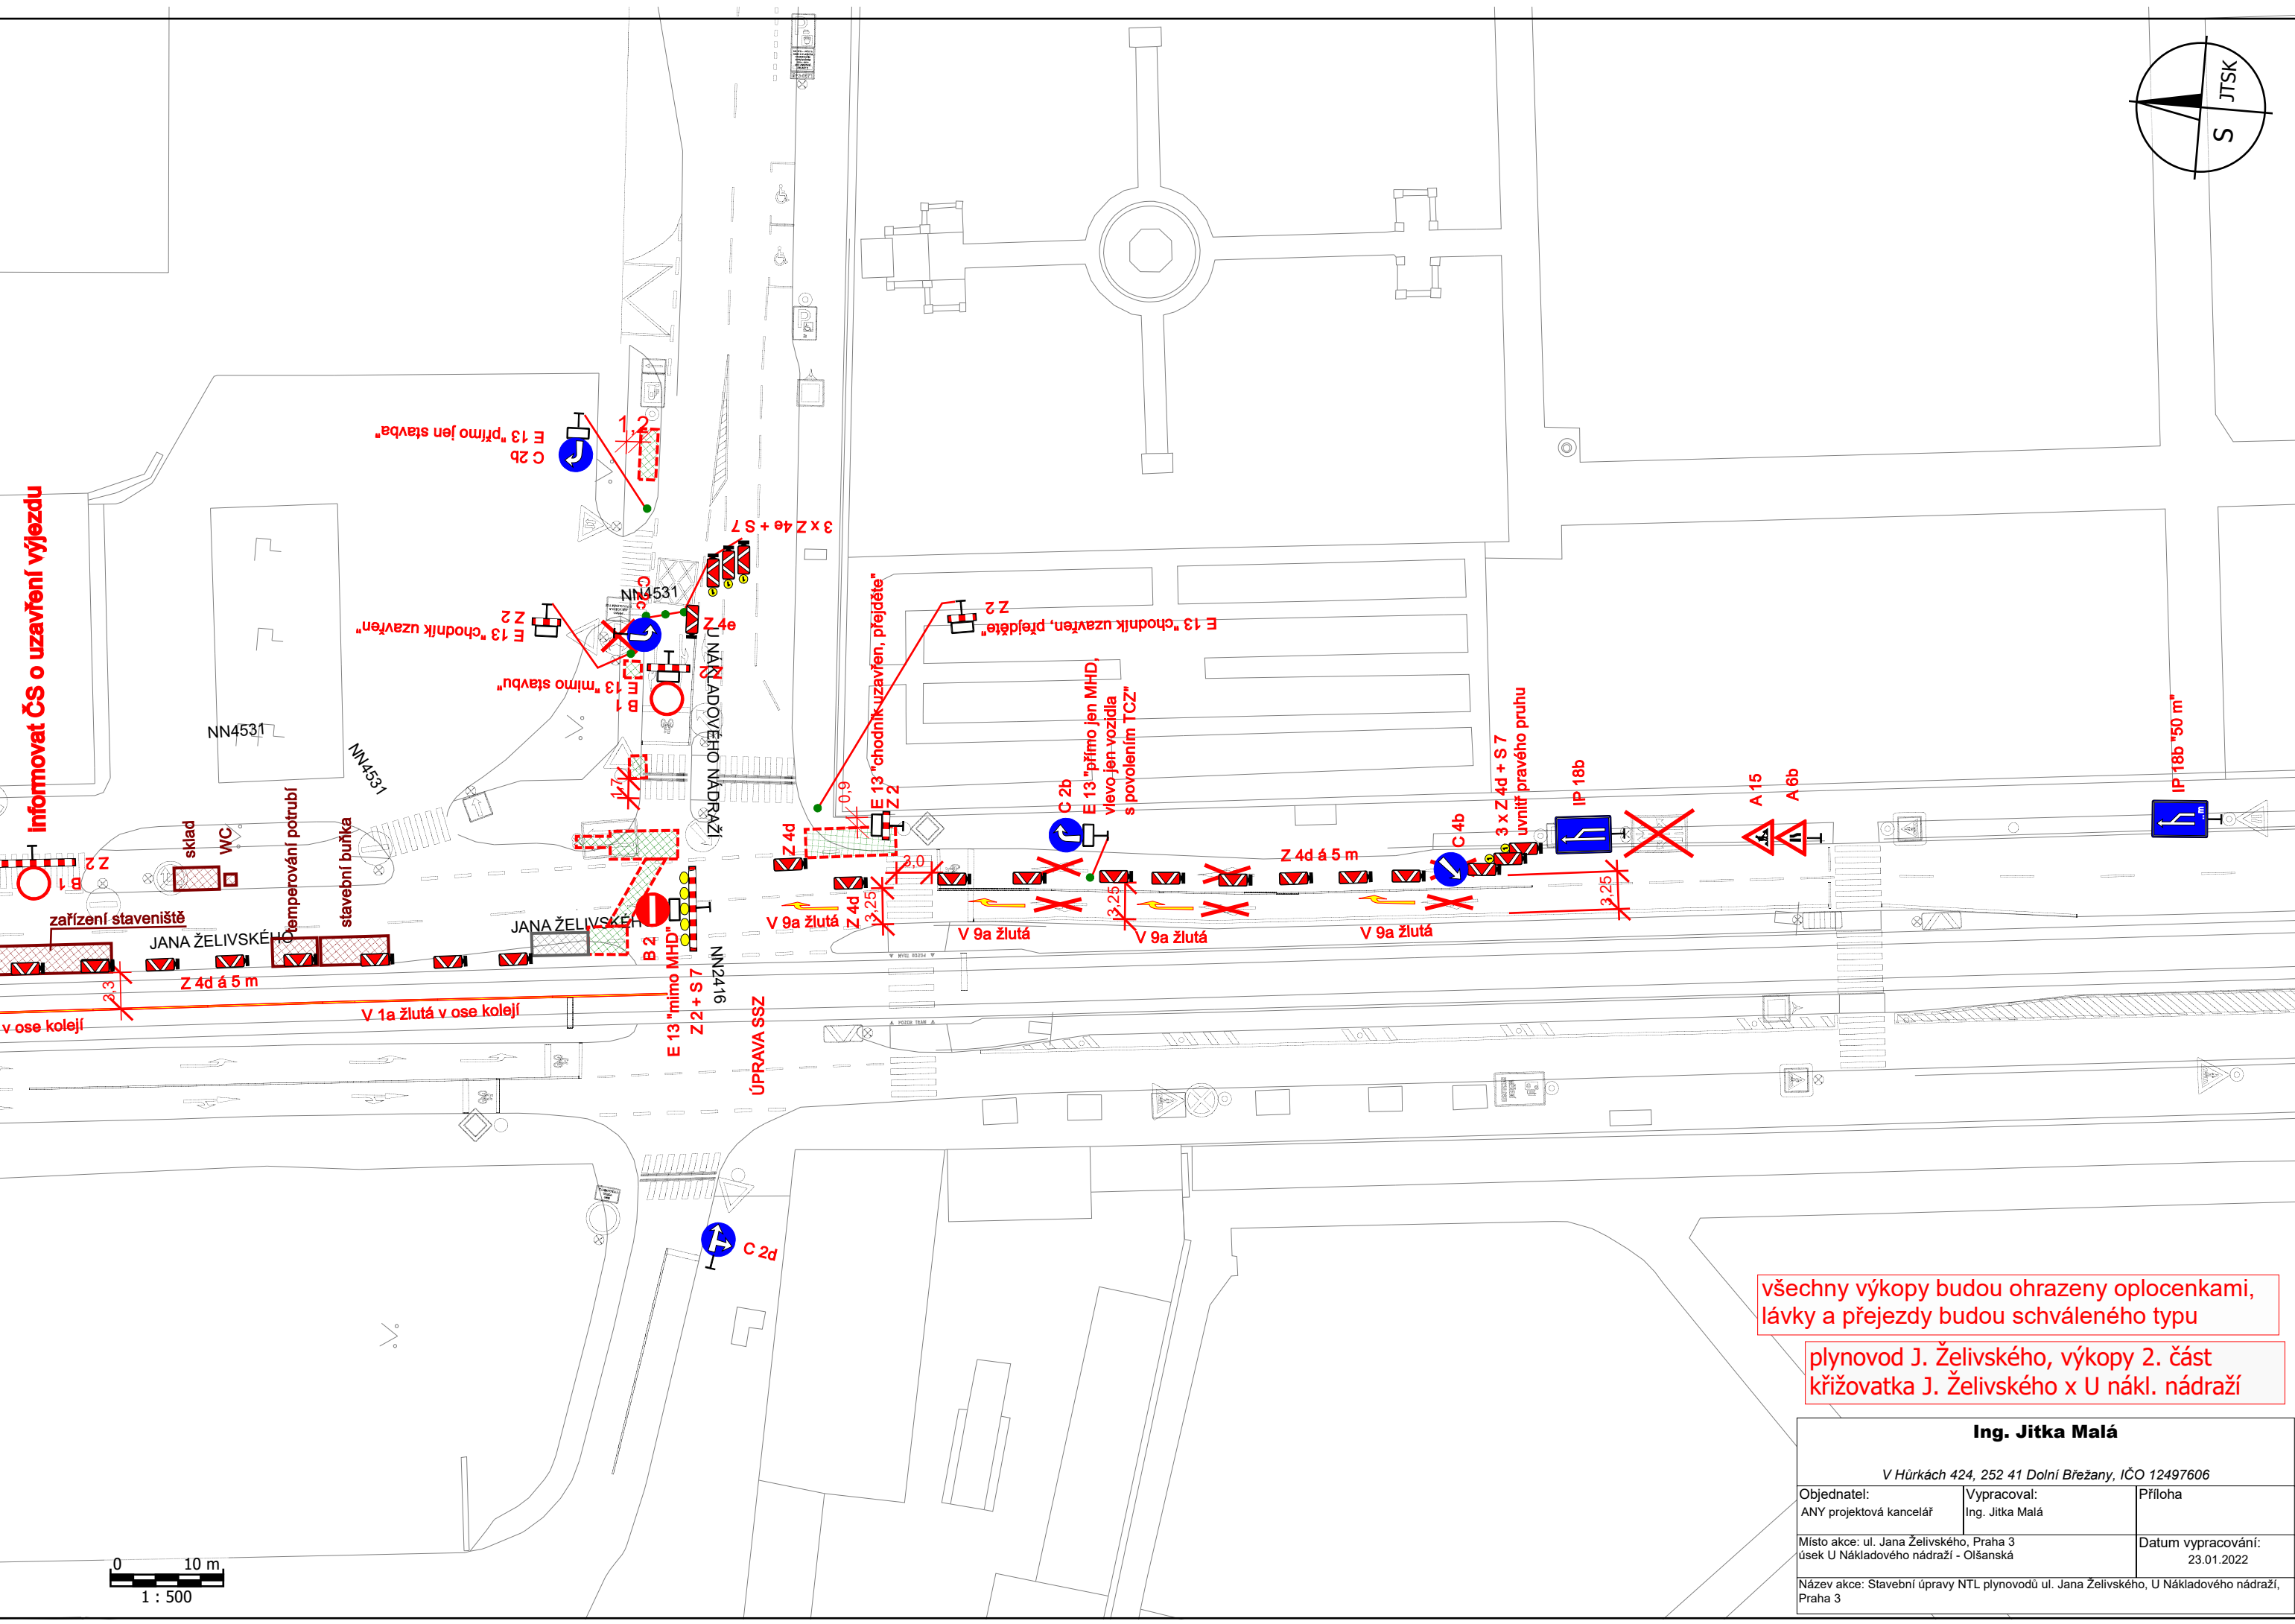 JTSK
S
E 13 "přímo jen stavba"
C 2b
1,2
3 x Z 4e + S 7
informovat ČS o uzavření výjezdu
C 2c
NN4531
Z 4e
Z 2
E 13 "chodník uzavřen"
Z 2
E 13 "mimo stavbu"
B 1
U NÁKLADOVÉHO NÁDRAŽÍ
E 13 "chodník uzavřen, přejděte"
Z 2
Z 2
E 13 "chodník uzavřen, přejděte"
C 2b
E 13 "přímo jen MHD,
vlevo jen vozidla
s povolením TCZ"
3 x Z 4d + S 7
uvnitř pravého pruhu
C 4b
IP 18b
A 15
A 6b
IP 18b "50 m"
NN4531
NN4531
1,7
0,9
Z 4d
Z 4d á 5 m
3,0
3,25
Z 4d
3,25
3,25
V 9a žlutá
V 9a žlutá
V 9a žlutá
V 9a žlutá
sklad
WC
temperování potrubí
stavební buňka
Z 2
B 1
zařízení staveniště
JANA ŽELIVSKÉHO
JANA ŽELIVSKÉH
Z 4d á 5 m
3,3
v ose kolejí
V 1a žlutá v ose kolejí
B 2
E 13 "mimo MHD"
Z 2 + S 7
NN2416
ÚPRAVA SSZ
POZOR TRAM
POZOR TRAM
C 2d
všechny výkopy budou ohrazeny oplocenkami,
lávky a přejezdy budou schváleného typu
plynovod J. Želivského, výkopy 2. část
křižovatka J. Želivského x U nákl. nádraží
Ing. Jitka Malá
V Hůrkách 424, 252 41 Dolní Břežany, IČO 12497606
Objednatel:
ANY projektová kancelář
Vypracoval:
Ing. Jitka Malá
Příloha
Místo akce: ul. Jana Želivského, Praha 3
úsek U Nákladového nádraží - Olšanská
Datum vypracování:
23.01.2022
Název akce: Stavební úpravy NTL plynovodů ul. Jana Želivského, U Nákladového nádraží,
Praha 3
0 10 m
1 : 500